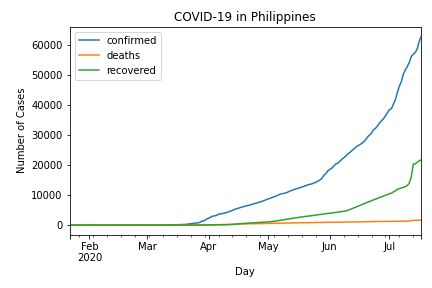 COVID-19 in Philippines
confirmed
deaths
recovered
Number of Cases
60000
50000
40000
30000
20000
10000
0
Feb Mar Apr May Jun Jul
2020
Day